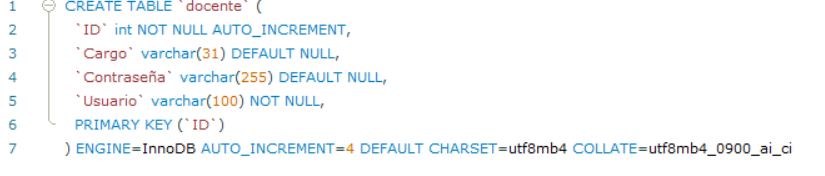 1 CREATE TABLE `docente` (
2 `ID` int NOT NULL AUTO_INCREMENT,
3 `Cargo` varchar(31) DEFAULT NULL,
4 `Contraseña` varchar(255) DEFAULT NULL,
5 `Usuario` varchar(100) NOT NULL,
6 PRIMARY KEY (`ID`)
7 ) ENGINE=InnoDB AUTO_INCREMENT=4 DEFAULT CHARSET=utf8mb4 COLLATE=utf8mb4_0900_ai_ci